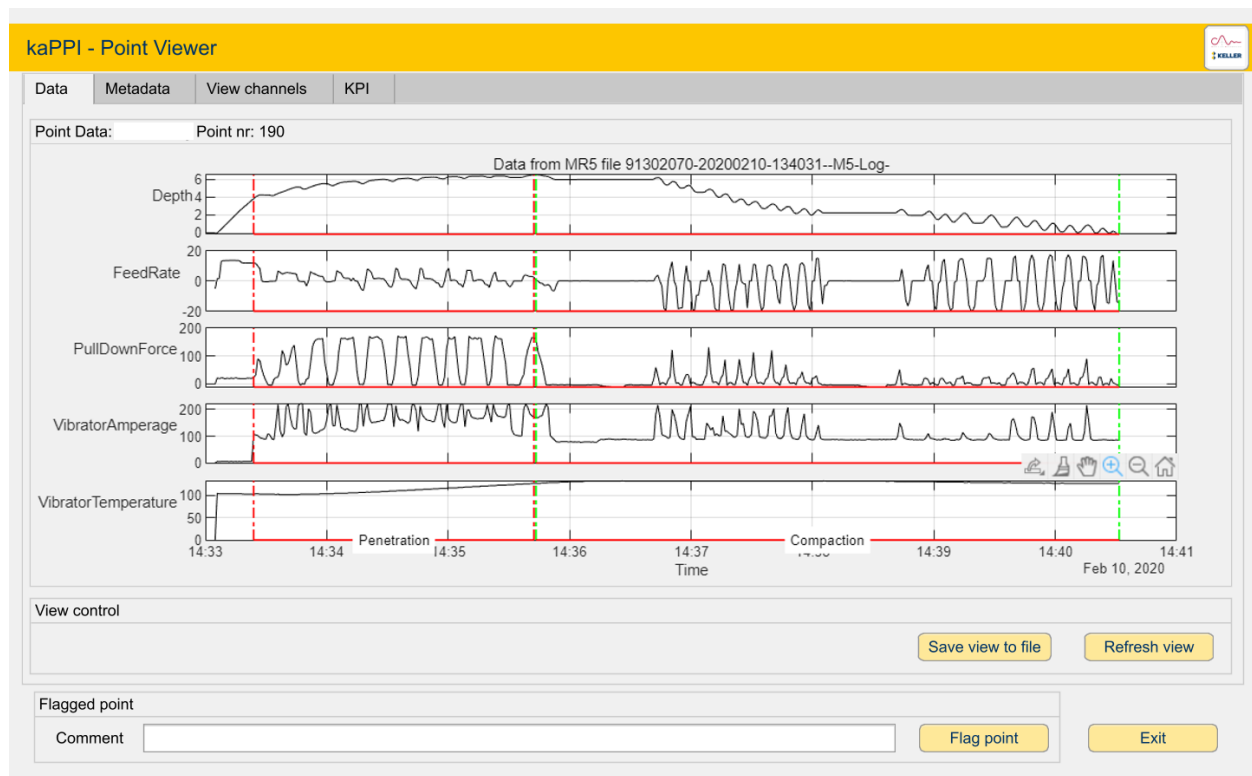 kaPPI - Point Viewer
KELLER
Data Metadata View channels KPI
Point Data: Point nr: 190
Data from MR5 file 91302070-20200210-134031--M5-Log-
Depth
6
4
2
0
FeedRate
20
0
-20
PullDownForce
200
100
0
VibratorAmperage
200
100
0
VibratorTemperature
100
50
0
Penetration Compaction
14:33 14:34 14:35 14:36 14:37 14:39 14:40 14:41
Time
Feb 10, 2020
View control
Save view to file Refresh view
Flagged point
Comment Flag point Exit